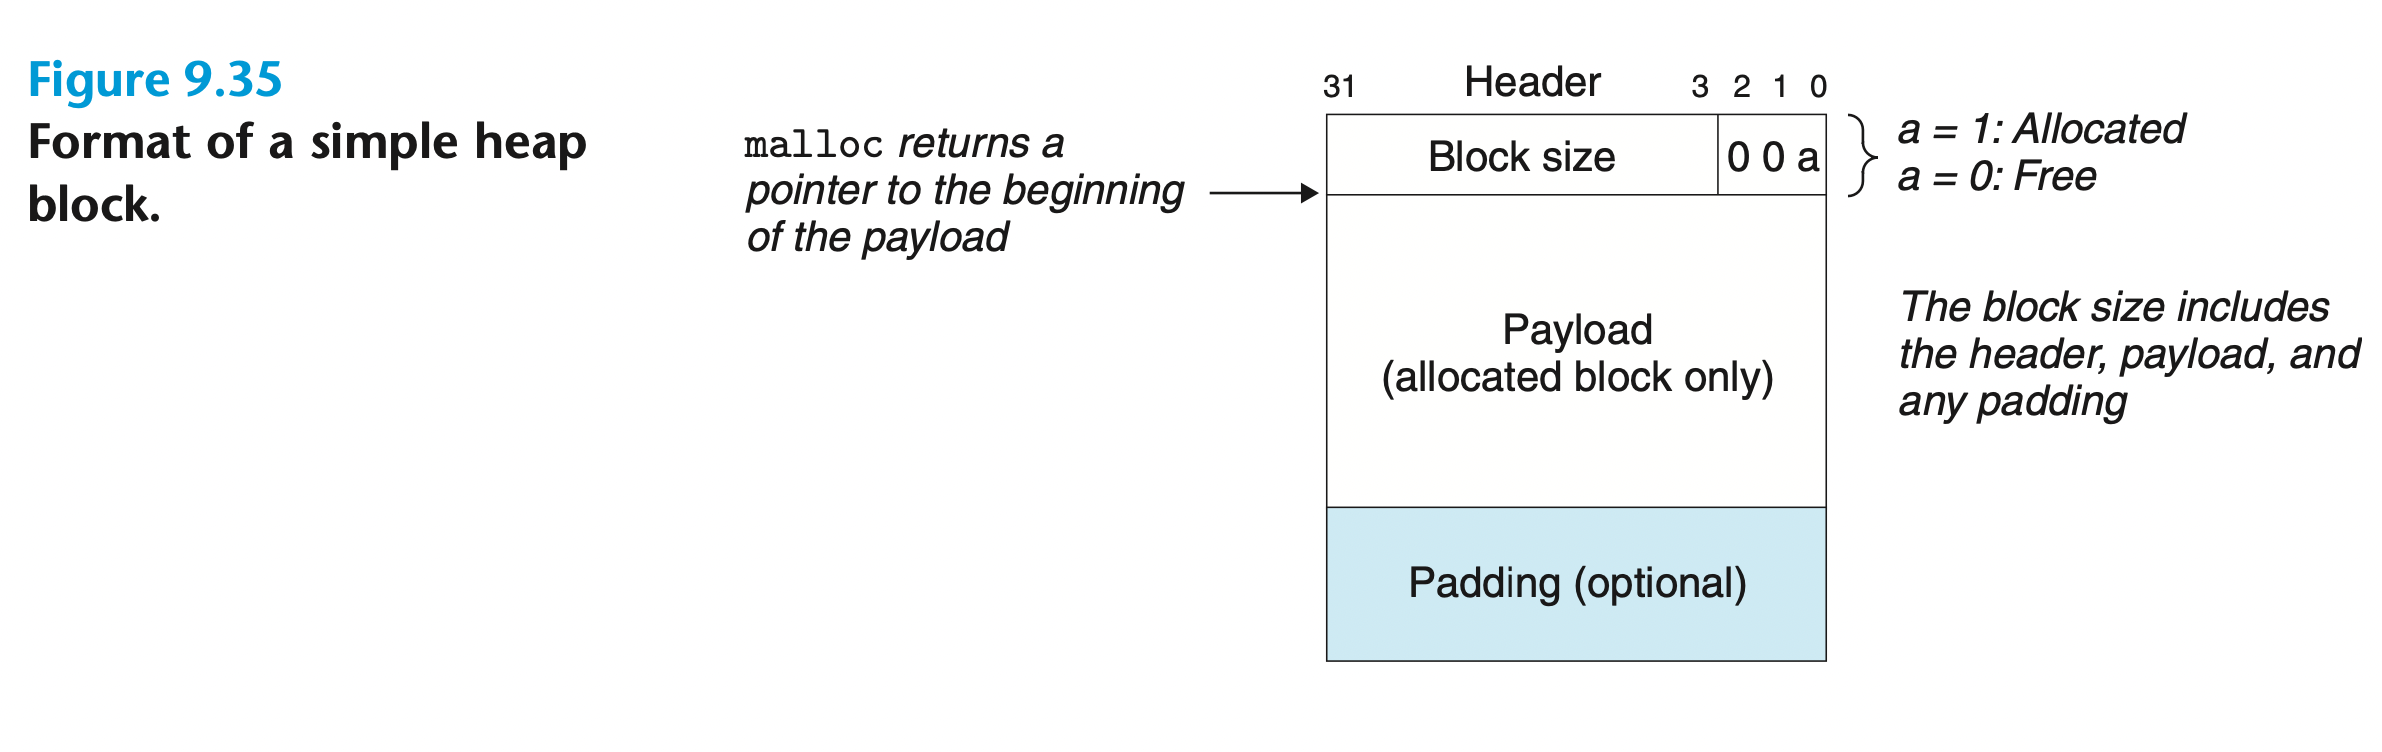 Figure 9.35
Format of a simple heap
block.
malloc returns a
pointer to the beginning
of the payload
31 Header 3 2 1 0
Block size 0 0 a
a = 1: Allocated
a = 0: Free
Payload
(allocated block only)
The block size includes
the header, payload, and
any padding
Padding (optional)